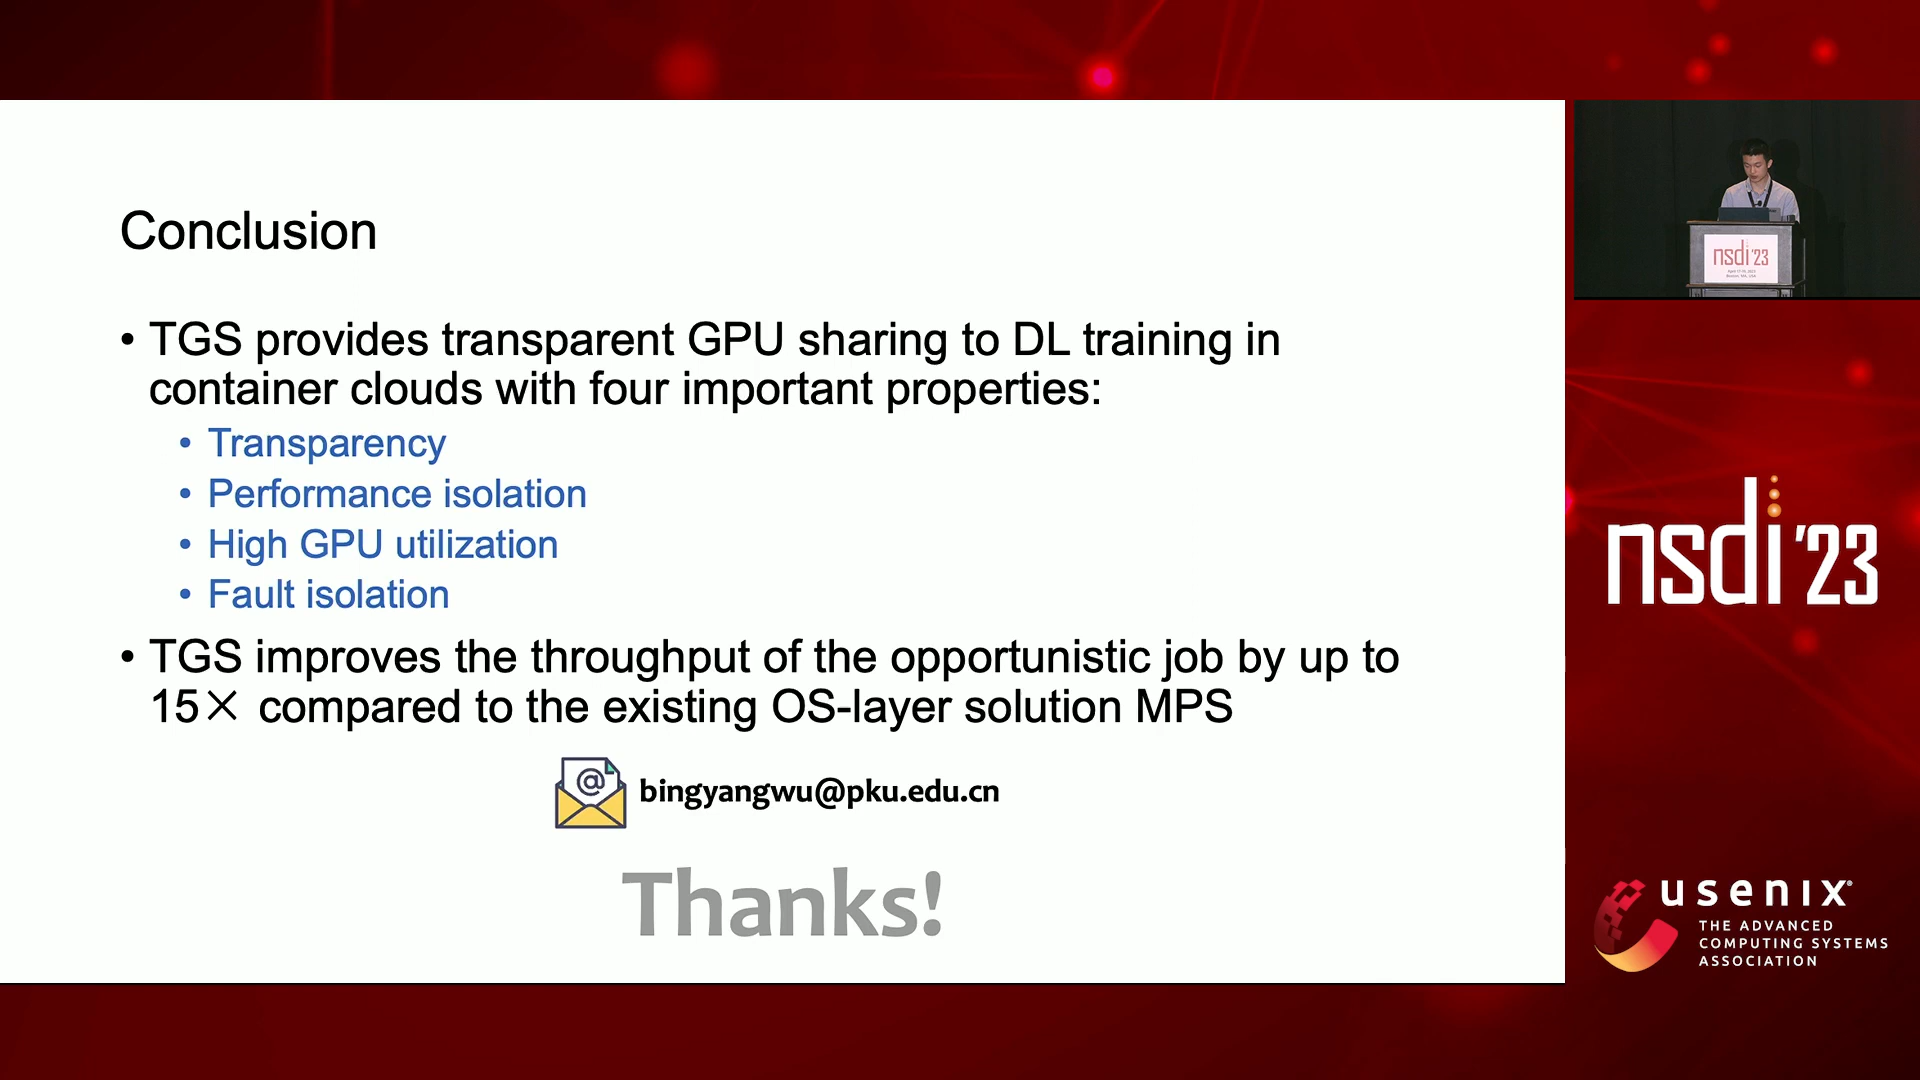 Conclusion
• TGS provides transparent GPU sharing to DL training in
container clouds with four important properties:
• Transparency
• Performance isolation
• High GPU utilization
• Fault isolation
• TGS improves the throughput of the opportunistic job by up to
15× compared to the existing OS-layer solution MPS
@
bingyangwu@pku.edu.cn
Thanks!
nsdi '23
nsdi '23
usenix®
THE ADVANCED
COMPUTING SYSTEMS
ASSOCIATION